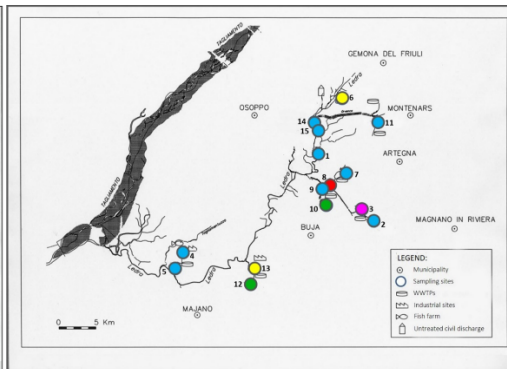 TAGLIAMENTO
GEMONA DEL FRIULI
Ledra
6
OSOPPO
MONTENARS
14
11
15
1
ARTEGNA
TAGLIAMENTO
8
7
9
Ledra
3
10
2
MAGNANO IN RIVIERA
BUJA
4
LEGENDA:
Municipality
Sampling sites
WWTPs
Industrial sites
Fish farm
Untreated civil discharge
5
13
Ledra
Ledra
12
MAJANO
0 5 Km